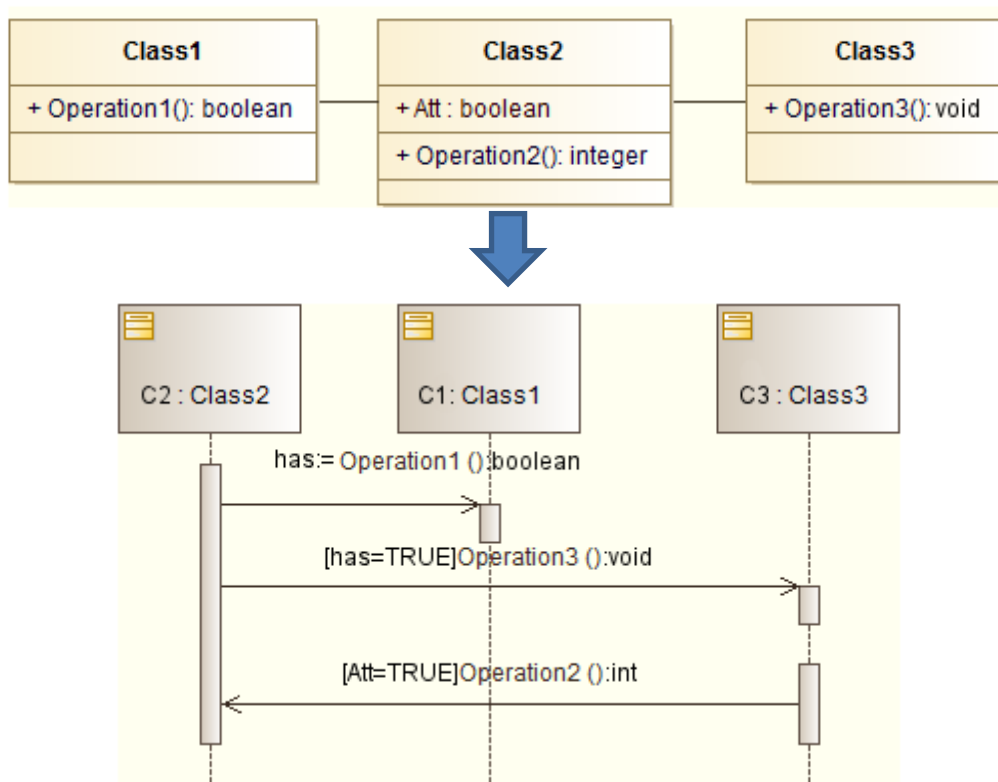 Class1
+ Operation1(): boolean
Class2
+ Att : boolean
+ Operation2(): integer
Class3
+ Operation3(): void
C2 : Class2
C1: Class1
C3 : Class3
has:= Operation1 ():boolean
[has=TRUE]Operation3 ():void
[Att=TRUE]Operation2 ():int